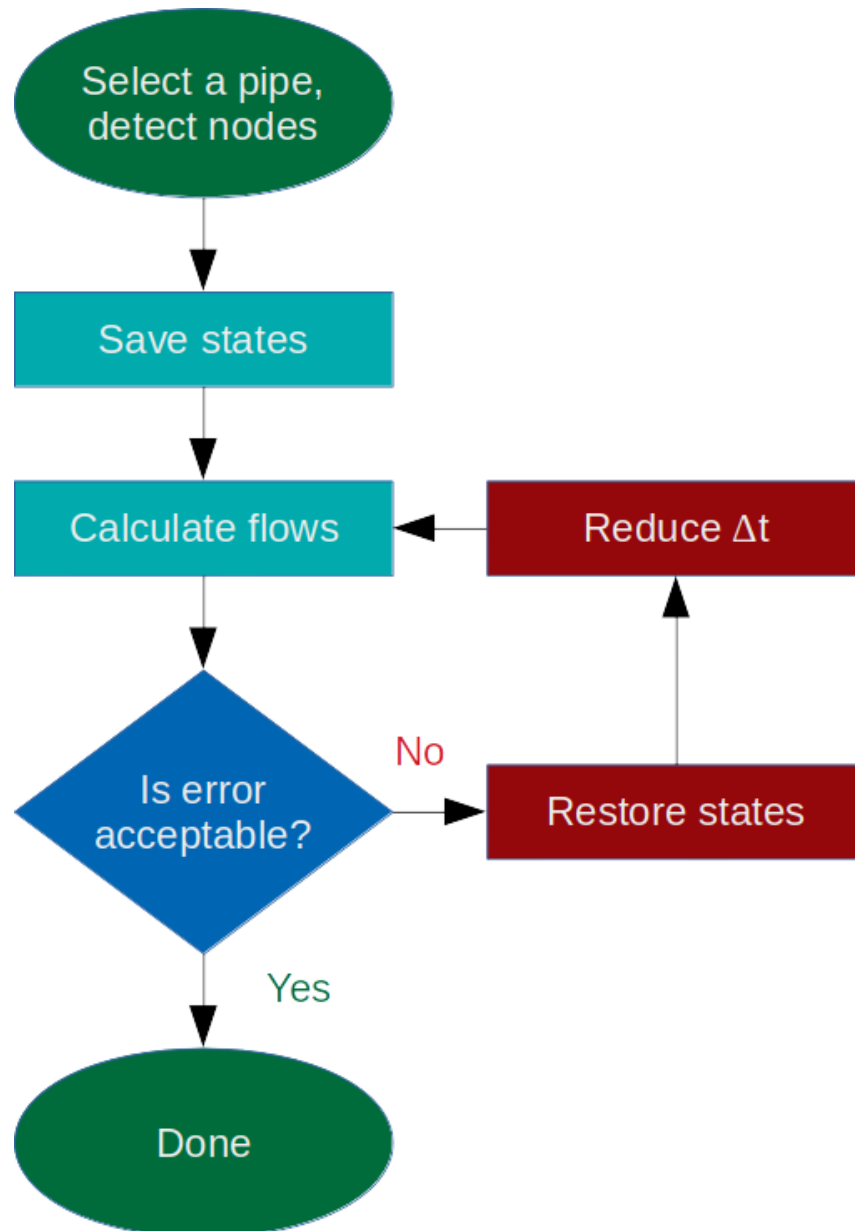 Select a pipe,
detect nodes
Save states
Calculate flows
Reduce Δt
Is error
acceptable?
No
Restore states
Yes
Done